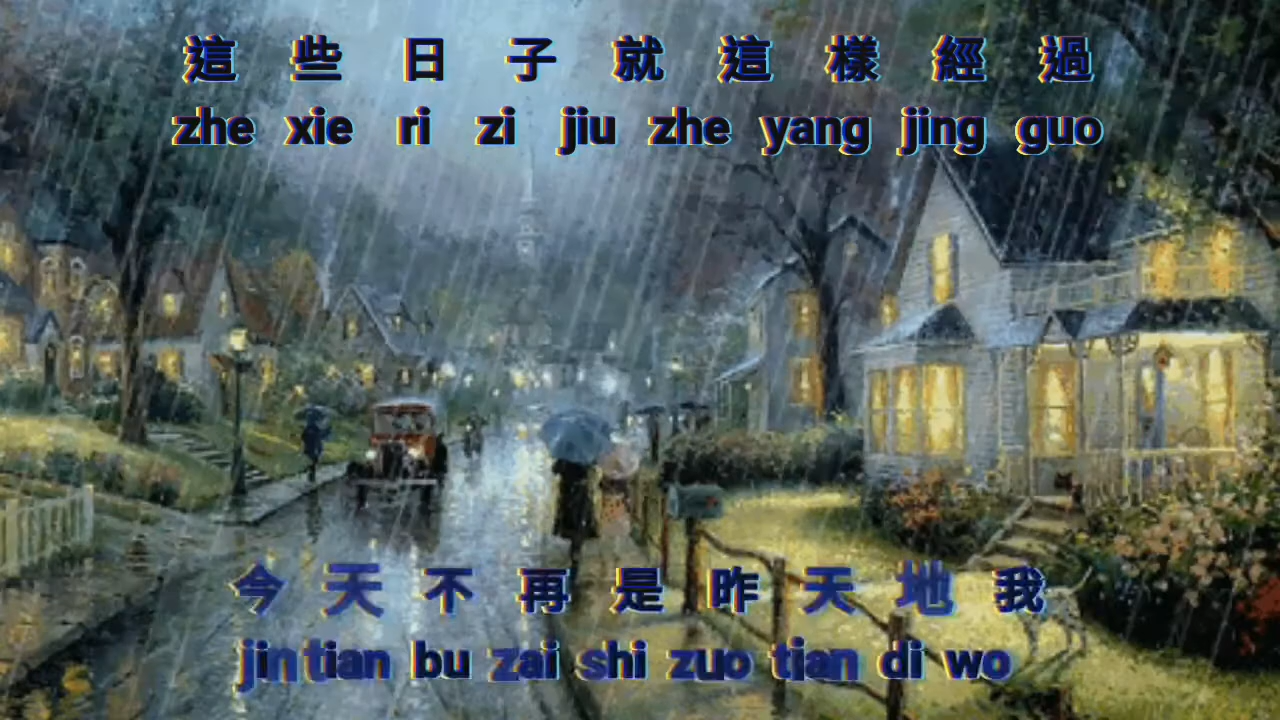 這些日子就這樣經過
zhe xie ri zi jiu zhe yang jing guo
今天不再是昨天地我
jin tian bu zai shi zuo tian di wo